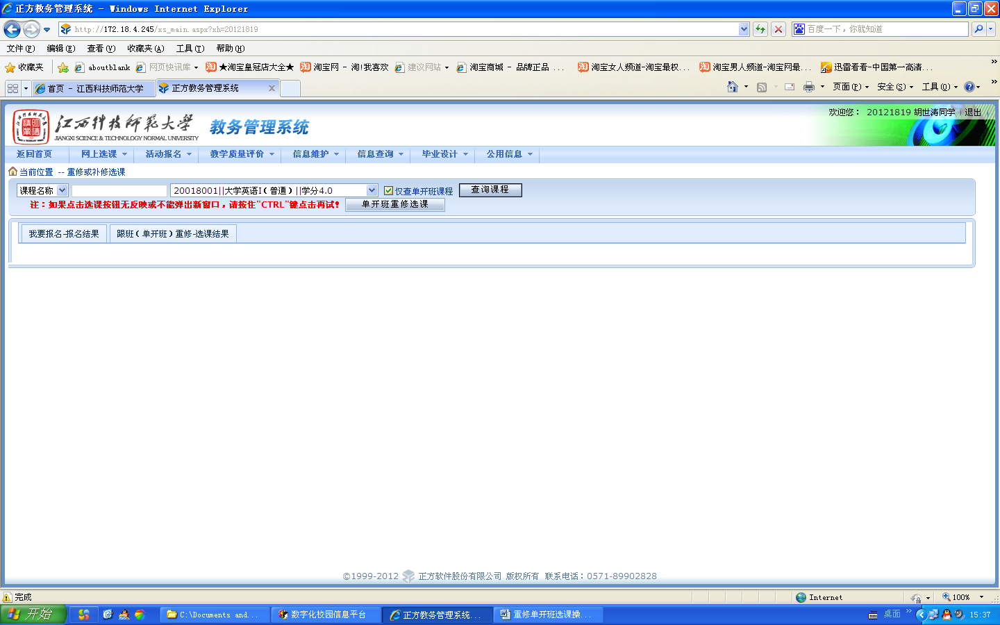 正方教务管理系统 - Windows Internet Explorer
http://172.18.4.245/xs_main.aspx?xh=20121819
百度一下，你就知道
文件(F) 编辑(E) 查看(V) 收藏夹(A) 工具(T) 帮助(H)
收藏夹 aboutblank 网页快讯库 ★淘宝皇冠店大全★ 淘宝网 - 淘!我喜欢 建议网站 淘宝商城 - 品牌正品 ... 淘宝女人频道-淘宝最权... 淘宝男人频道-淘宝网最... 迅雷看看-中国第一高清...
首页 - 江西科技师范大学 正方教务管理系统 页面(P) 安全(S) 工具(O)
欢迎您： 20121819 胡世涛同学 退出
江西科技师范大学 教务管理系统
JIANGXI SCIENCE & TECHNOLOGY NORMAL UNIVERSITY
返回首页 网上选课 活动报名 教学质量评价 信息维护 信息查询 毕业设计 公用信息
当前位置 -- 重修或补修选课
课程名称 20018001||大学英语I（普通）||学分4.0 仅查单开班课程 查询课程
注：如果点击选课按钮无反映或不能弹出新窗口，请按住"CTRL"键点击再试！ 单开班重修选课
我要报名-报名结果 跟班（单开班）重修-选课结果
©1999-2012 正方软件股份有限公司 版权所有 联系电话：0571-89902828
完成 Internet 100%
开始 C:\Documents and... 数字化校园信息平台 正方教务管理系统... 重修单开班选课操... 桌面 15:37